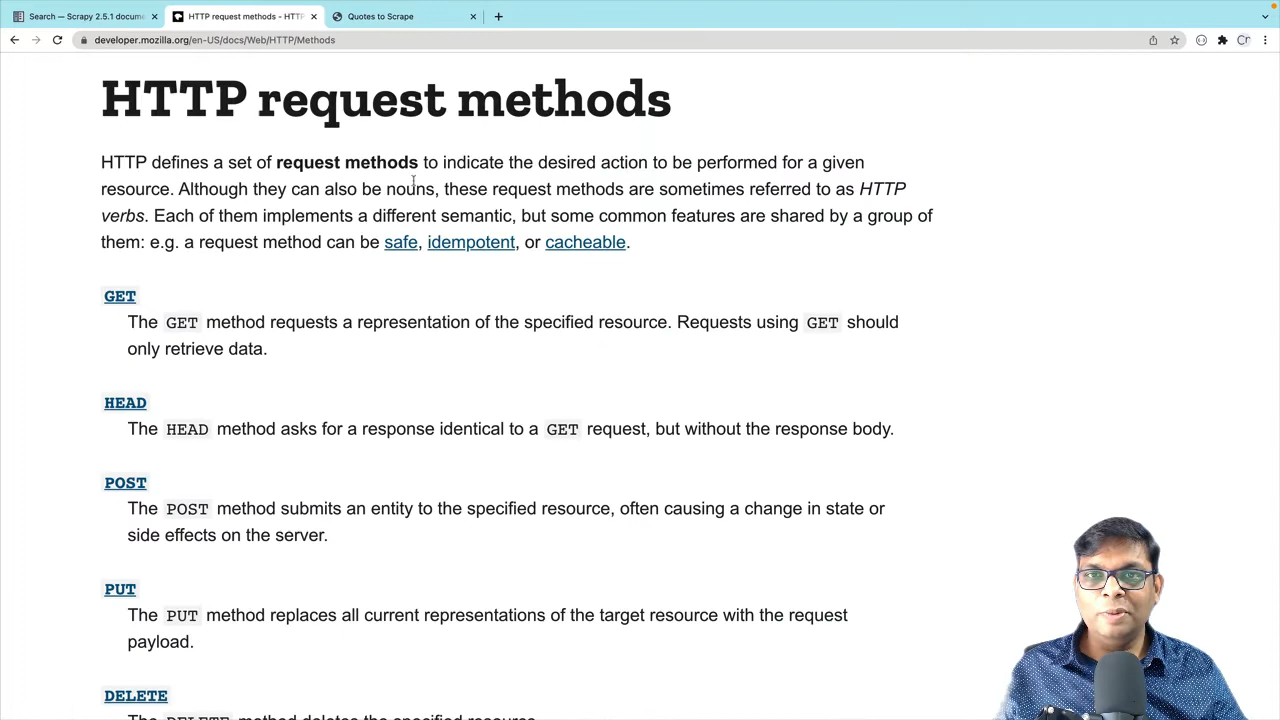 Search — Scrapy 2.5.1 docume
HTTP request methods - HTTP
Quotes to Scrape
developer.mozilla.org/en-US/docs/Web/HTTP/Methods
HTTP request methods
HTTP defines a set of request methods to indicate the desired action to be performed for a given
resource. Although they can also be nouns, these request methods are sometimes referred to as HTTP
verbs. Each of them implements a different semantic, but some common features are shared by a group of
them: e.g. a request method can be safe, idempotent, or cacheable.
GET
The GET method requests a representation of the specified resource. Requests using GET should
only retrieve data.
HEAD
The HEAD method asks for a response identical to a GET request, but without the response body.
POST
The POST method submits an entity to the specified resource, often causing a change in state or
side effects on the server.
PUT
The PUT method replaces all current representations of the target resource with the request
payload.
DELETE
The DELETE method deletes the specified resource.